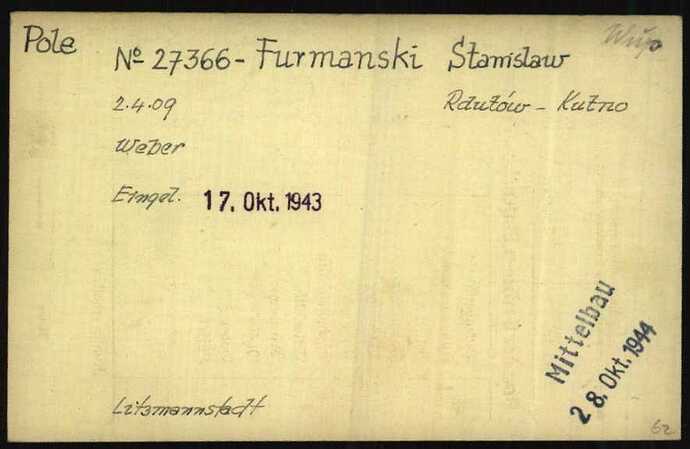 Pole
Nº 27366 - Furmanski Stanislaw
2.4.09 Rdutów - Kutno
Weber
Eingel. 17. Okt. 1943
Mittelbau
28. Okt. 1944
Litzmannstadt
62